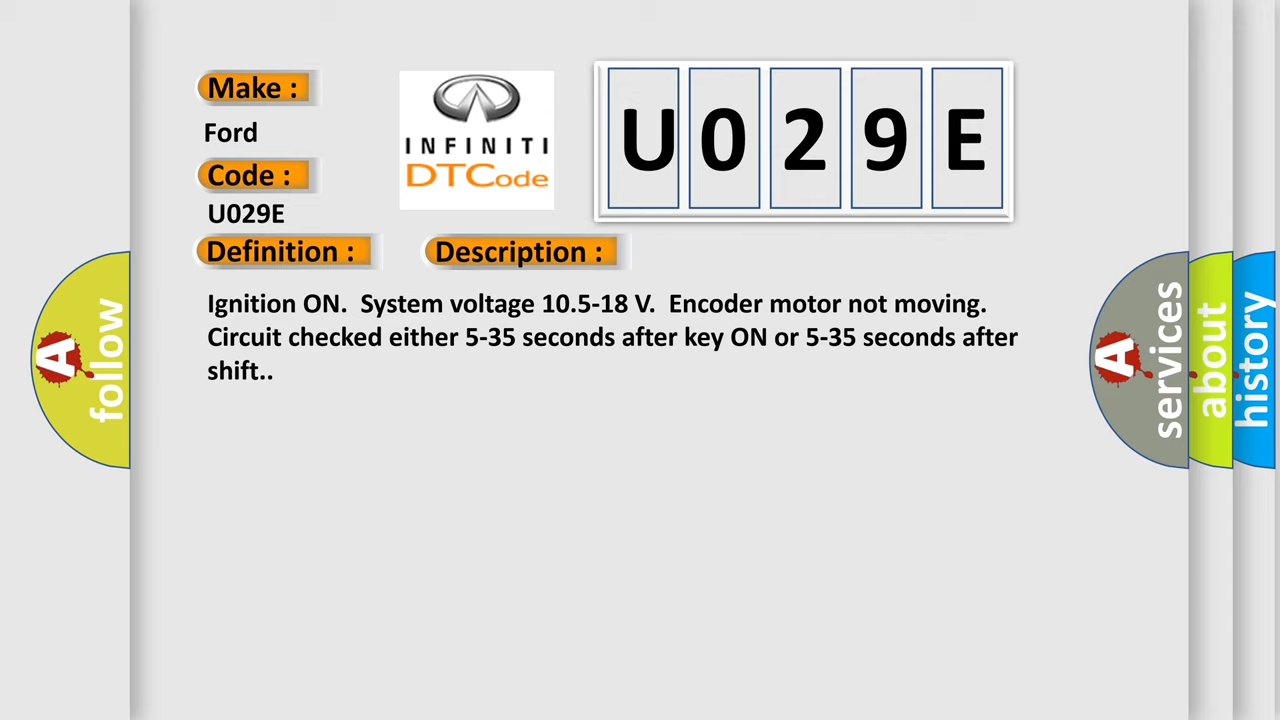 Make :
Ford
Code :
U029E
Definition :
Description :
INFINITI
DTCode
U029E
Ignition ON. System voltage 10.5-18 V. Encoder motor not moving.
Circuit checked either 5-35 seconds after key ON or 5-35 seconds after
shift..
A
follow
A
services
about
history